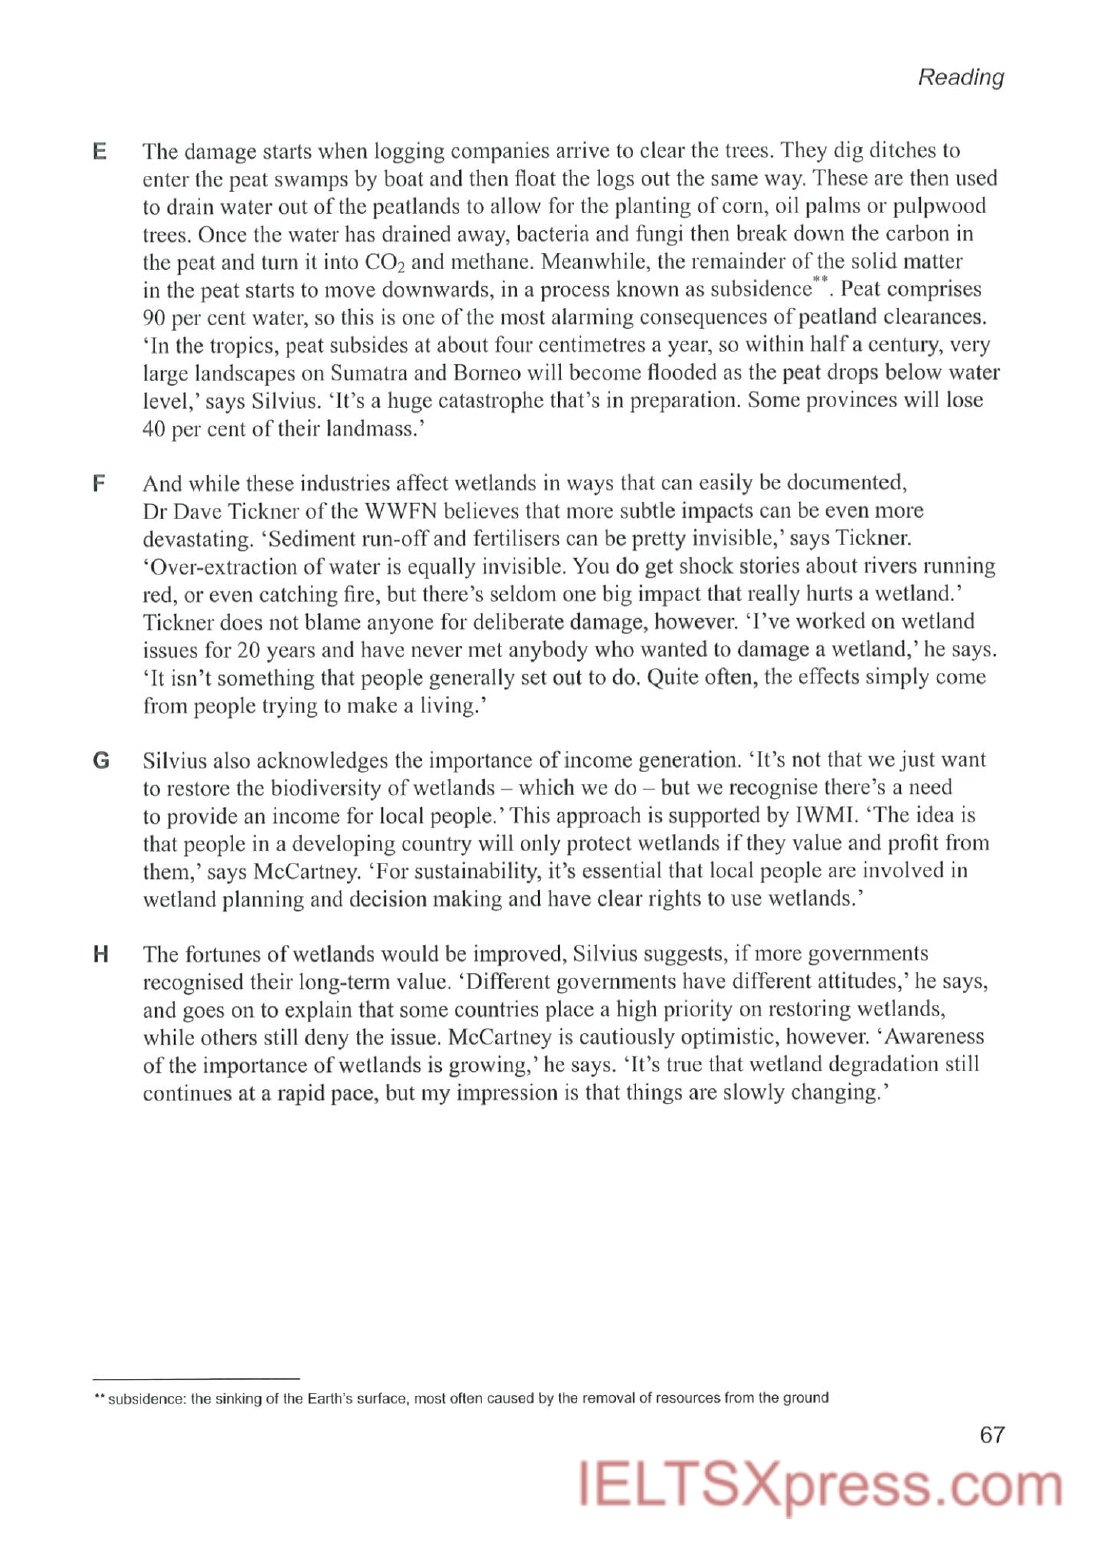 Reading
E The damage starts when logging companies arrive to clear the trees. They dig ditches to
enter the peat swamps by boat and then float the logs out the same way. These are then used
to drain water out of the peatlands to allow for the planting of corn, oil palms or pulpwood
trees. Once the water has drained away, bacteria and fungi then break down the carbon in
the peat and turn it into CO₂ and methane. Meanwhile, the remainder of the solid matter
in the peat starts to move downwards, in a process known as subsidence**. Peat comprises
90 per cent water, so this is one of the most alarming consequences of peatland clearances.
‘In the tropics, peat subsides at about four centimetres a year, so within half a century, very
large landscapes on Sumatra and Borneo will become flooded as the peat drops below water
level,’ says Silvius. ‘It’s a huge catastrophe that’s in preparation. Some provinces will lose
40 per cent of their landmass.’
F And while these industries affect wetlands in ways that can easily be documented,
Dr Dave Tickner of the WWFN believes that more subtle impacts can be even more
devastating. ‘Sediment run-off and fertilisers can be pretty invisible,’ says Tickner.
‘Over-extraction of water is equally invisible. You do get shock stories about rivers running
red, or even catching fire, but there’s seldom one big impact that really hurts a wetland.’
Tickner does not blame anyone for deliberate damage, however. ‘I’ve worked on wetland
issues for 20 years and have never met anybody who wanted to damage a wetland,’ he says.
‘It isn’t something that people generally set out to do. Quite often, the effects simply come
from people trying to make a living.’
G Silvius also acknowledges the importance of income generation. ‘It’s not that we just want
to restore the biodiversity of wetlands – which we do – but we recognise there’s a need
to provide an income for local people.’ This approach is supported by IWMI. ‘The idea is
that people in a developing country will only protect wetlands if they value and profit from
them,’ says McCartney. ‘For sustainability, it’s essential that local people are involved in
wetland planning and decision making and have clear rights to use wetlands.’
H The fortunes of wetlands would be improved, Silvius suggests, if more governments
recognised their long-term value. ‘Different governments have different attitudes,’ he says,
and goes on to explain that some countries place a high priority on restoring wetlands,
while others still deny the issue. McCartney is cautiously optimistic, however. ‘Awareness
of the importance of wetlands is growing,’ he says. ‘It’s true that wetland degradation still
continues at a rapid pace, but my impression is that things are slowly changing.’
** subsidence: the sinking of the Earth’s surface, most often caused by the removal of resources from the ground
67
IELTSXpress.com